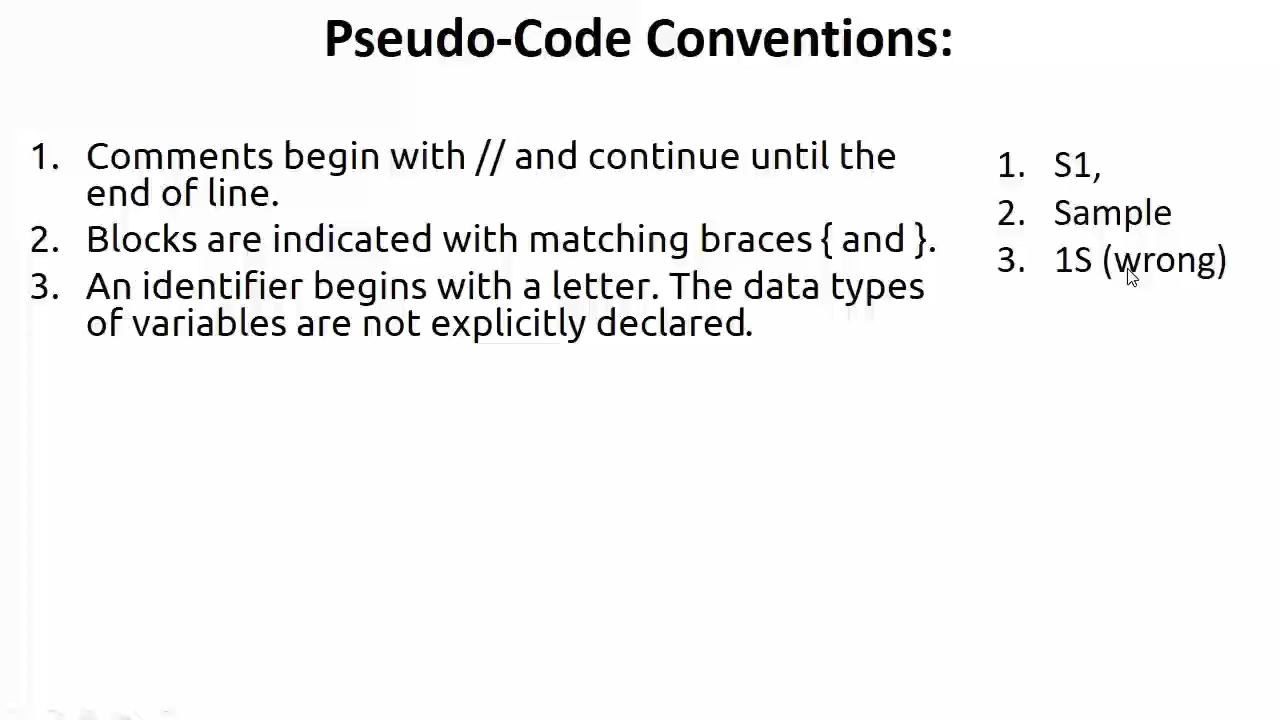 Pseudo-Code Conventions:
1. Comments begin with // and continue until the
end of line.
2. Blocks are indicated with matching braces { and }.
3. An identifier begins with a letter. The data types
of variables are not explicitly declared.
1. S1,
2. Sample
3. 1S (wrong)